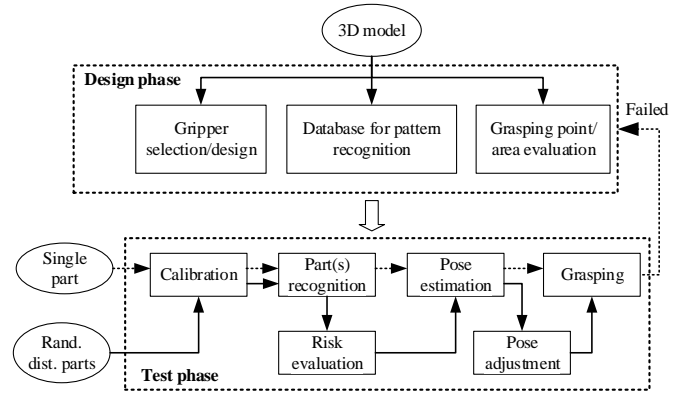 3D model
Design phase
Gripper
selection/design
Database for pattern
recognition
Grasping point/
area evaluation
Failed
Single
part
Calibration
Part(s)
recognition
Pose
estimation
Grasping
Rand.
dist. parts
Risk
evaluation
Pose
adjustment
Test phase